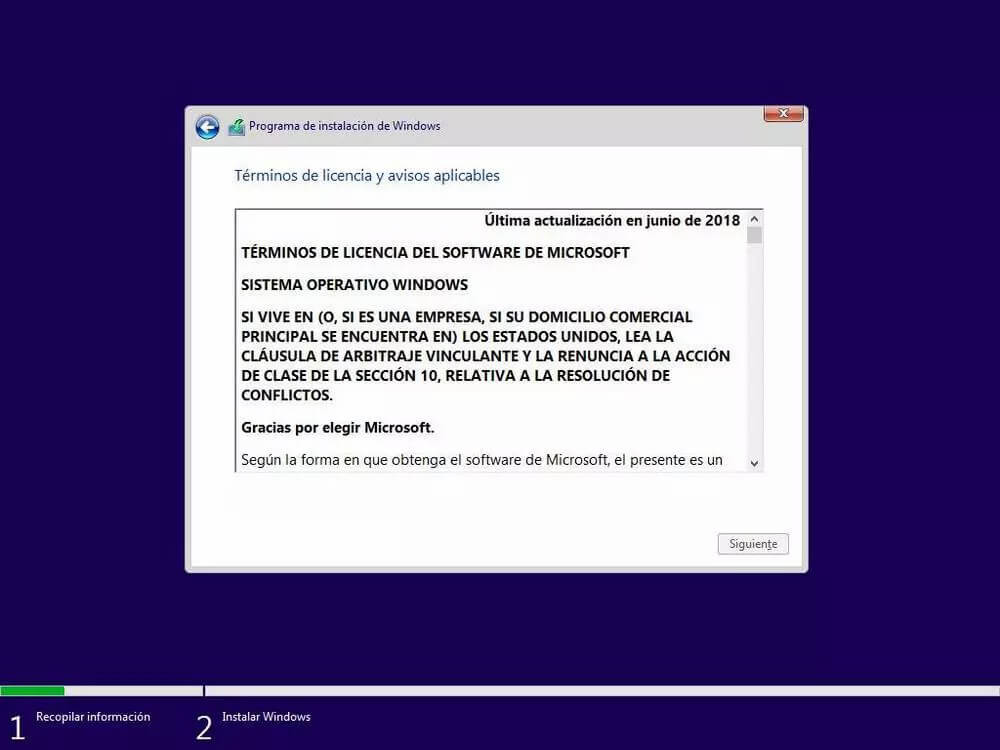 Programa de instalación de Windows
Términos de licencia y avisos aplicables
Última actualización en junio de 2018
TÉRMINOS DE LICENCIA DEL SOFTWARE DE MICROSOFT
SISTEMA OPERATIVO WINDOWS
SI VIVE EN (O, SI ES UNA EMPRESA, SI SU DOMICILIO COMERCIAL
PRINCIPAL SE ENCUENTRA EN) LOS ESTADOS UNIDOS, LEA LA
CLÁUSULA DE ARBITRAJE VINCULANTE Y LA RENUNCIA A LA ACCIÓN
DE CLASE DE LA SECCIÓN 10, RELATIVA A LA RESOLUCIÓN DE
CONFLICTOS.
Gracias por elegir Microsoft.
Según la forma en que obtenga el software de Microsoft, el presente es un
Siguiente
1 Recopilar información
2 Instalar Windows